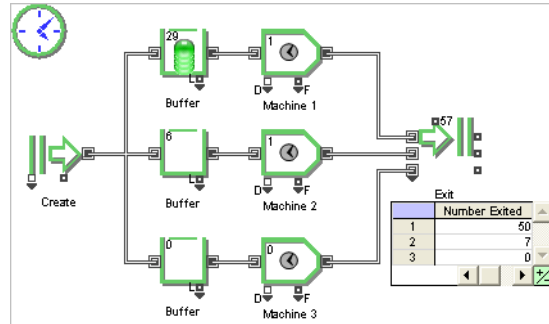 29
1
L
D F
Buffer
Machine 1
57
6
1
L
D F
Create
Buffer
Machine 2
Exit
Number Exited
1 50
2 7
3 0
0
0
L
D F
Buffer
Machine 3